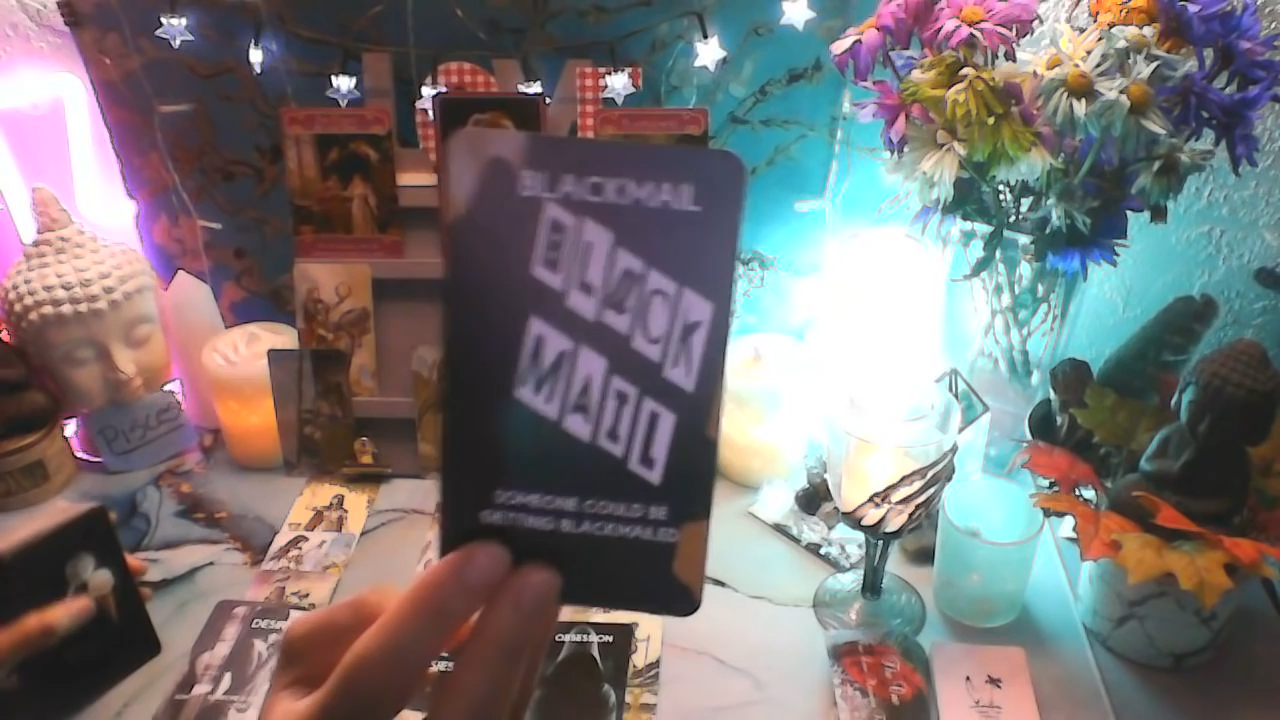 BLACKMAIL
BLACK
MAIL
SOMEONE COULD BE
GETTING BLACKMAILED
PISCES
DESI
OBSESSION